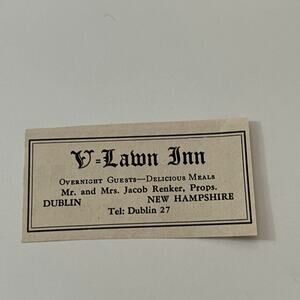 V-Lawn Inn
Overnight Guests—Delicious Meals
Mr. and Mrs. Jacob Renker, Props.
DUBLIN NEW HAMPSHIRE
Tel: Dublin 27